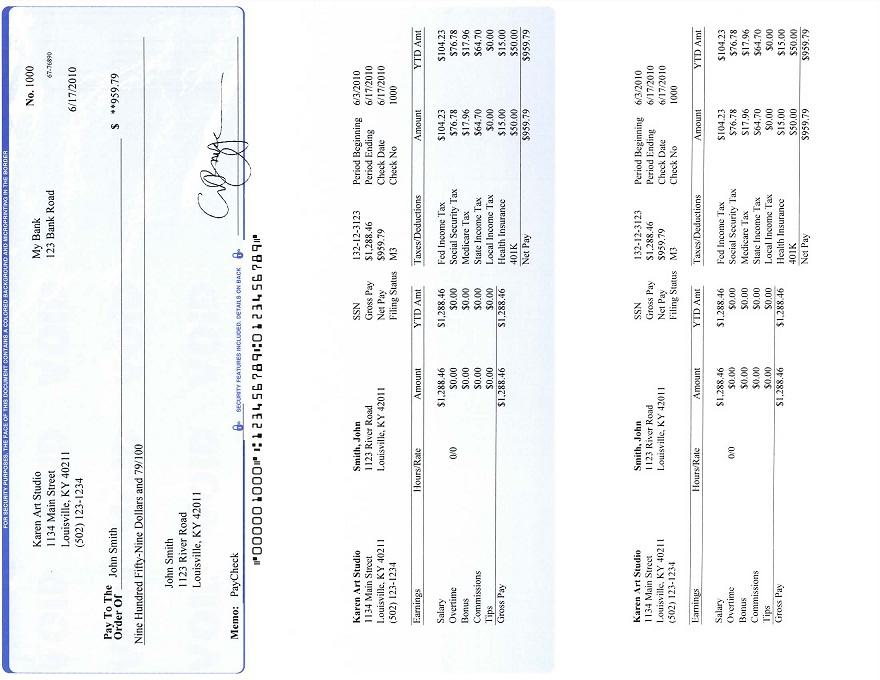 FOR SECURITY PURPOSES, THE FACE OF THIS DOCUMENT CONTAINS A COLORED BACKGROUND AND MICROPRINTING IN THE BORDER
Karen Art Studio My Bank No. 1000
1134 Main Street 123 Bank Road 67-76890
Louisville, KY 40211
(502) 123-1234 6/17/2010
Pay To The
Order Of John Smith $ **959.79
Nine Hundred Fifty-Nine Dollars and 79/100
John Smith
1123 River Road
Louisville, KY 42011
Memo: PayCheck
SECURITY FEATURES INCLUDED. DETAILS ON BACK
⑈00000 1000⑈ ⑆123456789⑆0123456789⑈
Karen Art Studio Smith, John SSN 132-12-3123 Period Beginning 6/3/2010
1134 Main Street 1123 River Road Gross Pay $1,288.46 Period Ending 6/17/2010
Louisville, KY 40211 Louisville, KY 42011 Net Pay $959.79 Check Date 6/17/2010
(502) 123-1234 Filing Status M3 Check No 1000
Earnings Hours/Rate Amount YTD Amt Taxes/Deductions Amount YTD Amt
Salary $1,288.46 $1,288.46 Fed Income Tax $104.23 $104.23
Overtime 0/0 $0.00 $0.00 Social Security Tax $76.78 $76.78
Bonus $0.00 $0.00 Medicare Tax $17.96 $17.96
Commissions $0.00 $0.00 State Income Tax $64.70 $64.70
Tips $0.00 $0.00 Local Income Tax $0.00 $0.00
Gross Pay $1,288.46 $1,288.46 Health Insurance $15.00 $15.00
401K $50.00 $50.00
Net Pay $959.79 $959.79
Karen Art Studio Smith, John SSN 132-12-3123 Period Beginning 6/3/2010
1134 Main Street 1123 River Road Gross Pay $1,288.46 Period Ending 6/17/2010
Louisville, KY 40211 Louisville, KY 42011 Net Pay $959.79 Check Date 6/17/2010
(502) 123-1234 Filing Status M3 Check No 1000
Earnings Hours/Rate Amount YTD Amt Taxes/Deductions Amount YTD Amt
Salary $1,288.46 $1,288.46 Fed Income Tax $104.23 $104.23
Overtime 0/0 $0.00 $0.00 Social Security Tax $76.78 $76.78
Bonus $0.00 $0.00 Medicare Tax $17.96 $17.96
Commissions $0.00 $0.00 State Income Tax $64.70 $64.70
Tips $0.00 $0.00 Local Income Tax $0.00 $0.00
Gross Pay $1,288.46 $1,288.46 Health Insurance $15.00 $15.00
401K $50.00 $50.00
Net Pay $959.79 $959.79